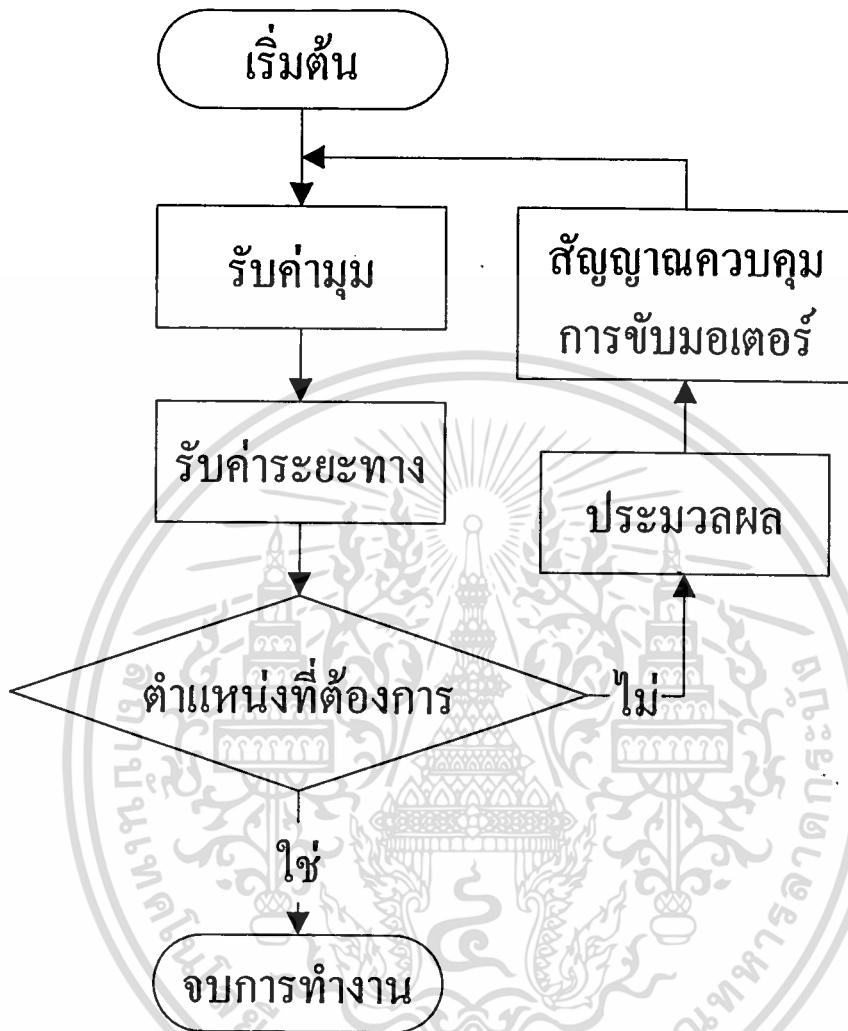 เริ่มต้น
รับค่ามุม
สัญญาณควบคุม
การขับมอเตอร์
รับค่าระยะทาง
ประมวลผล
ตำแหน่งที่ต้องการ
ไม่
ใช่
จบการทำงาน